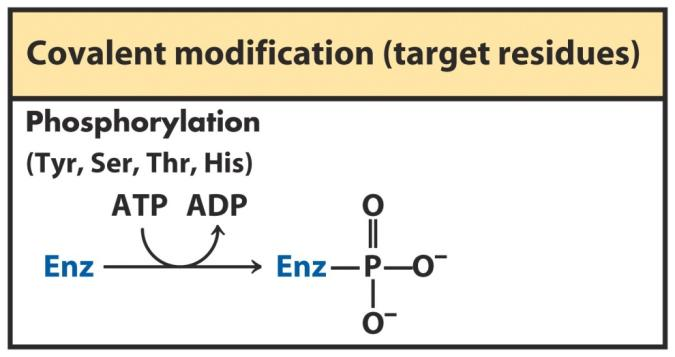 Covalent modification (target residues)
Phosphorylation
(Tyr, Ser, Thr, His)
ATP ADP
O
Enz Enz—P—O⁻
O⁻